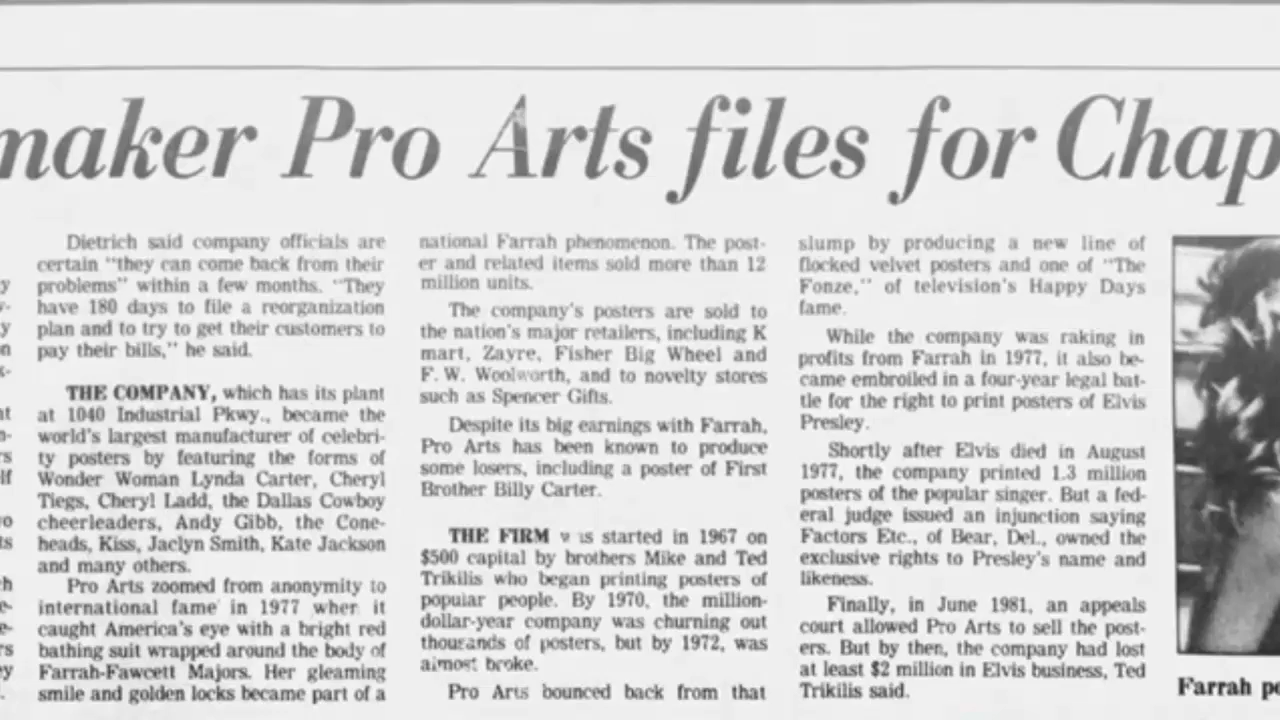 maker Pro Arts files for Chap
Dietrich said company officials are
certain "they can come back from their
problems" within a few months. "They
have 180 days to file a reorganization
plan and to try to get their customers to
pay their bills," he said.
THE COMPANY, which has its plant
at 1040 Industrial Pkwy., became the
world's largest manufacturer of celebri-
ty posters by featuring the forms of
Wonder Woman Lynda Carter, Cheryl
Tiegs, Cheryl Ladd, the Dallas Cowboy
cheerleaders, Andy Gibb, the Cone-
heads, Kiss, Jaclyn Smith, Kate Jackson
and many others.
Pro Arts zoomed from anonymity to
international fame in 1977 when it
caught America's eye with a bright red
bathing suit wrapped around the body of
Farrah-Fawcett Majors. Her gleaming
smile and golden locks became part of a
national Farrah phenomenon. The post-
er and related items sold more than 12
million units.
The company's posters are sold to
the nation's major retailers, including K
mart, Zayre, Fisher Big Wheel and
F. W. Woolworth, and to novelty stores
such as Spencer Gifts.
Despite its big earnings with Farrah,
Pro Arts has been known to produce
some losers, including a poster of First
Brother Billy Carter.
THE FIRM was started in 1967 on
$500 capital by brothers Mike and Ted
Trikilis who began printing posters of
popular people. By 1970, the million-
dollar-year company was churning out
thousands of posters, but by 1972, was
almost broke.
Pro Arts bounced back from that
slump by producing a new line of
flocked velvet posters and one of "The
Fonze," of television's Happy Days
fame.
While the company was raking in
profits from Farrah in 1977, it also be-
came embroiled in a four-year legal bat-
tle for the right to print posters of Elvis
Presley.
Shortly after Elvis died in August
1977, the company printed 1.3 million
posters of the popular singer. But a fed-
eral judge issued an injunction saying
Factors Etc., of Bear, Del., owned the
exclusive rights to Presley's name and
likeness.
Finally, in June 1981, an appeals
court allowed Pro Arts to sell the post-
ers. But by then, the company had lost
at least $2 million in Elvis business, Ted
Trikilis said.
Farrah po